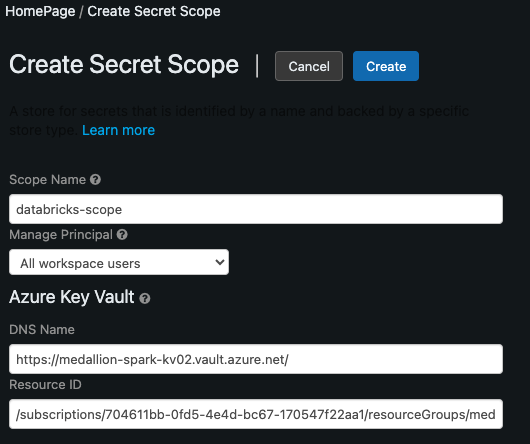 HomePage / Create Secret Scope
Create Secret Scope | Cancel Create
A store for secrets that is identified by a name and backed by a specific
store type. Learn more
Scope Name
databricks-scope
Manage Principal
All workspace users
Azure Key Vault
DNS Name
https://medallion-spark-kv02.vault.azure.net/
Resource ID
/subscriptions/704611bb-0fd5-4e4d-bc67-170547f22aa1/resourceGroups/med